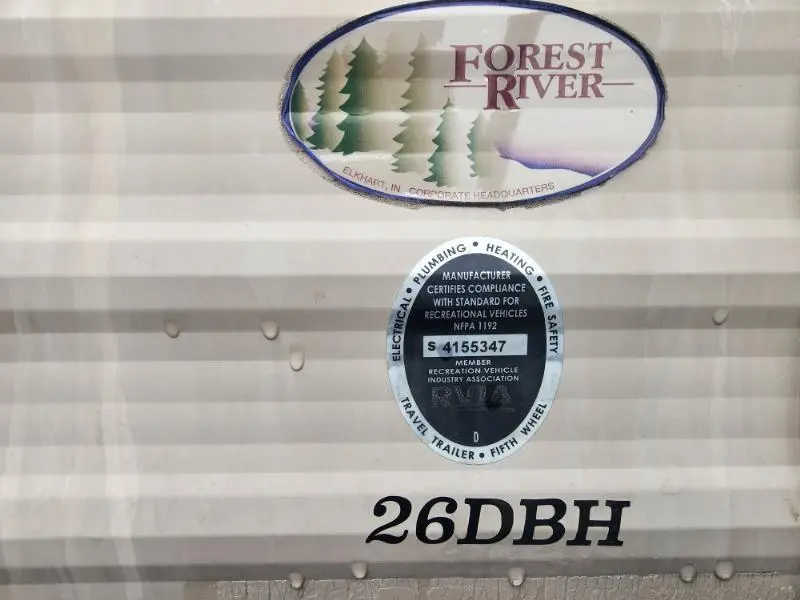 FOREST
RIVER
ELKHART, IN CORPORATE HEADQUARTERS
ELECTRICAL • PLUMBING • HEATING • FIRE SAFETY
MANUFACTURER
CERTIFIES COMPLIANCE
WITH STANDARD FOR
RECREATIONAL VEHICLES
NFPA 1192
S 4155347
MEMBER
RECREATION VEHICLE
INDUSTRY ASSOCIATION
RVIA
D
TRAVEL TRAILER • FIFTH WHEEL
26DBH